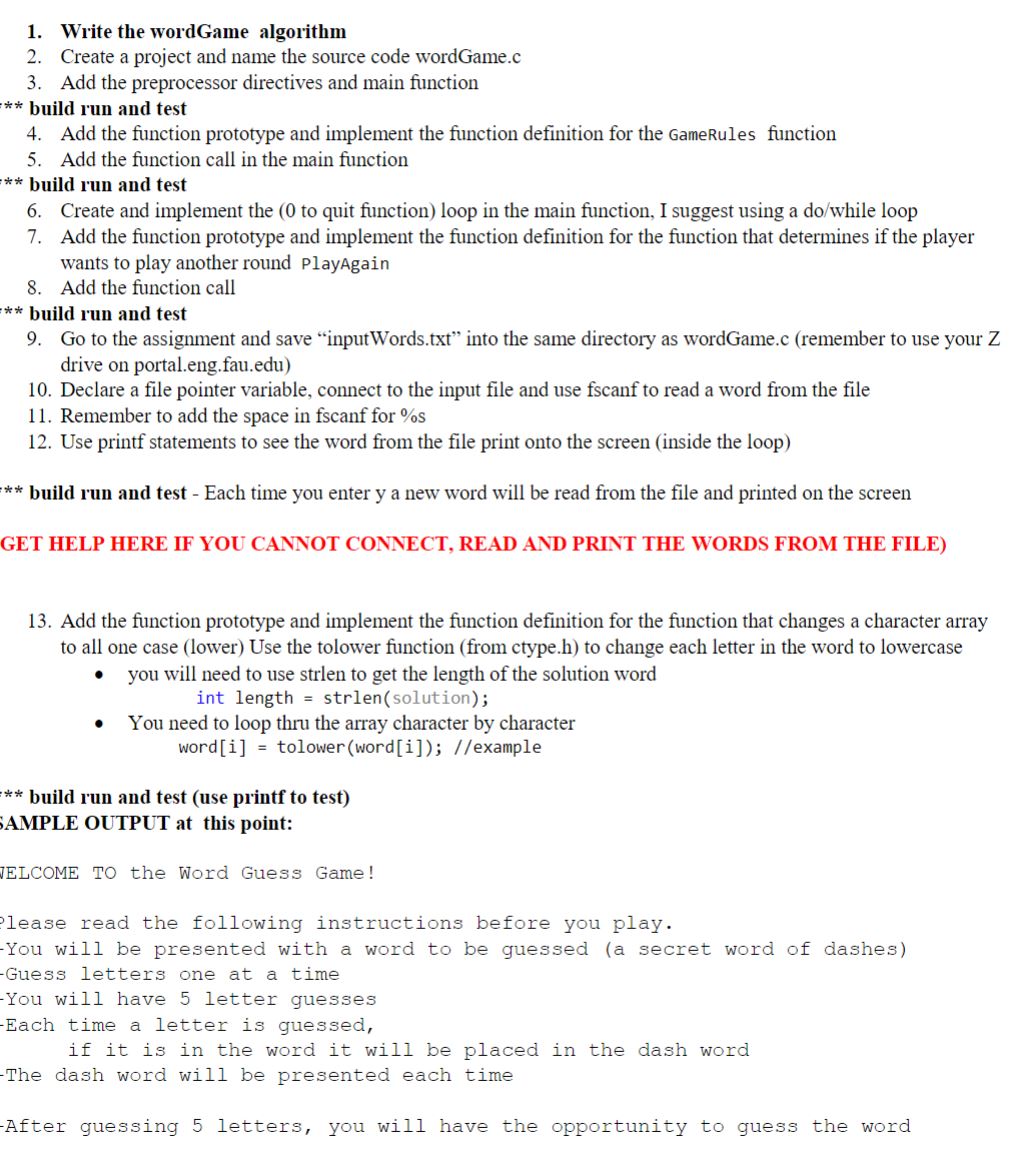 1. Write the wordGame algorithm
2. Create a project and name the source code wordGame.c
3. Add the preprocessor directives and main function
*** build run and test
4. Add the function prototype and implement the function definition for the GameRules function
5. Add the function call in the main function
*** build run and test
6. Create and implement the (0 to quit function) loop in the main function, I suggest using a do/while loop
7. Add the function prototype and implement the function definition for the function that determines if the player
wants to play another round PlayAgain
8. Add the function call
*** build run and test
9. Go to the assignment and save “inputWords.txt” into the same directory as wordGame.c (remember to use your Z
drive on portal.eng.fau.edu)
10. Declare a file pointer variable, connect to the input file and use fscanf to read a word from the file
11. Remember to add the space in fscanf for %s
12. Use printf statements to see the word from the file print onto the screen (inside the loop)
*** build run and test - Each time you enter y a new word will be read from the file and printed on the screen
GET HELP HERE IF YOU CANNOT CONNECT, READ AND PRINT THE WORDS FROM THE FILE)
13. Add the function prototype and implement the function definition for the function that changes a character array
to all one case (lower) Use the tolower function (from ctype.h) to change each letter in the word to lowercase
• you will need to use strlen to get the length of the solution word
int length = strlen(solution);
• You need to loop thru the array character by character
word[i] = tolower(word[i]); //example
*** build run and test (use printf to test)
SAMPLE OUTPUT at this point:
WELCOME TO the Word Guess Game!
Please read the following instructions before you play.
-You will be presented with a word to be guessed (a secret word of dashes)
-Guess letters one at a time
-You will have 5 letter guesses
-Each time a letter is guessed,
if it is in the word it will be placed in the dash word
-The dash word will be presented each time
-After guessing 5 letters, you will have the opportunity to guess the word